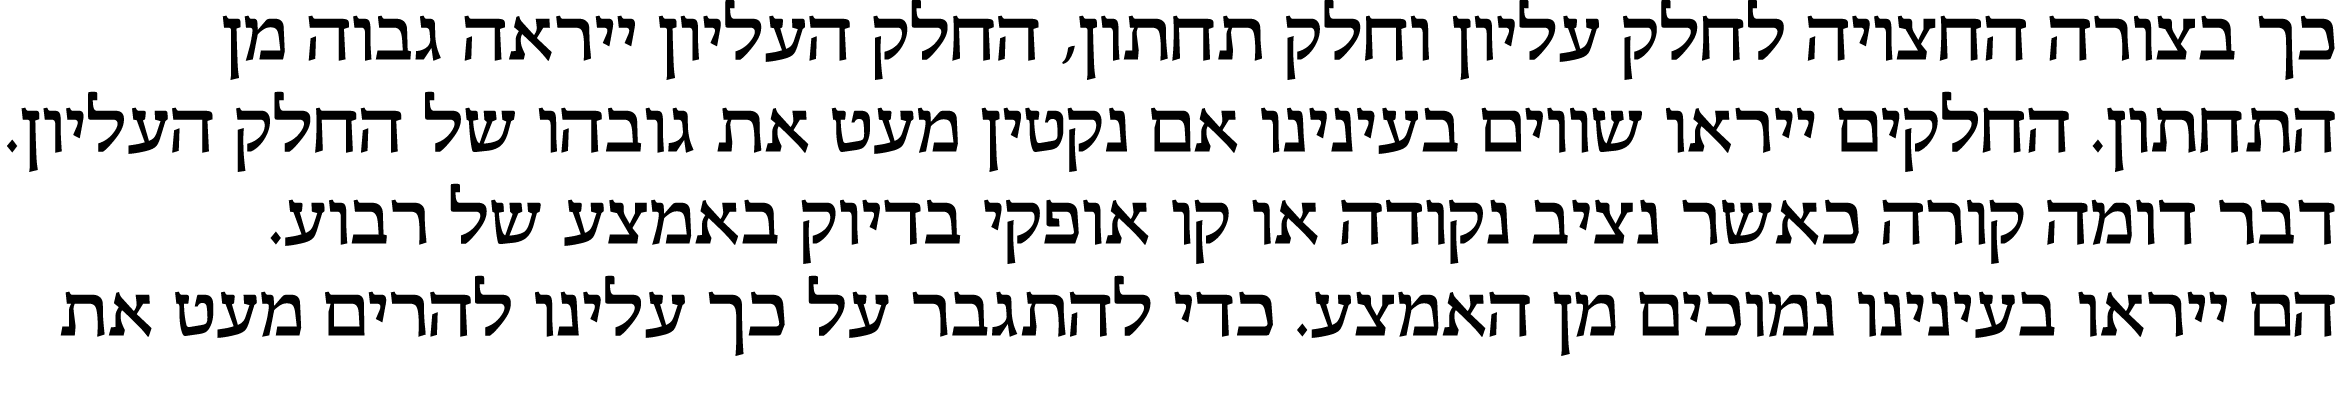 כך בצורה החצויה לחלק עליון וחלק תחתון, החלק העליון ייראה גבוה מן
התחתון. החלקים ייראו שווים בעינינו אם נקטין מעט את גובהו של החלק העליון.
דבר דומה קורה כאשר נציב נקודה או קו אופקי בדיוק באמצע של רבוע.
הם ייראו בעינינו נמוכים מן האמצע. כדי להתגבר על כך עלינו להרים מעט את